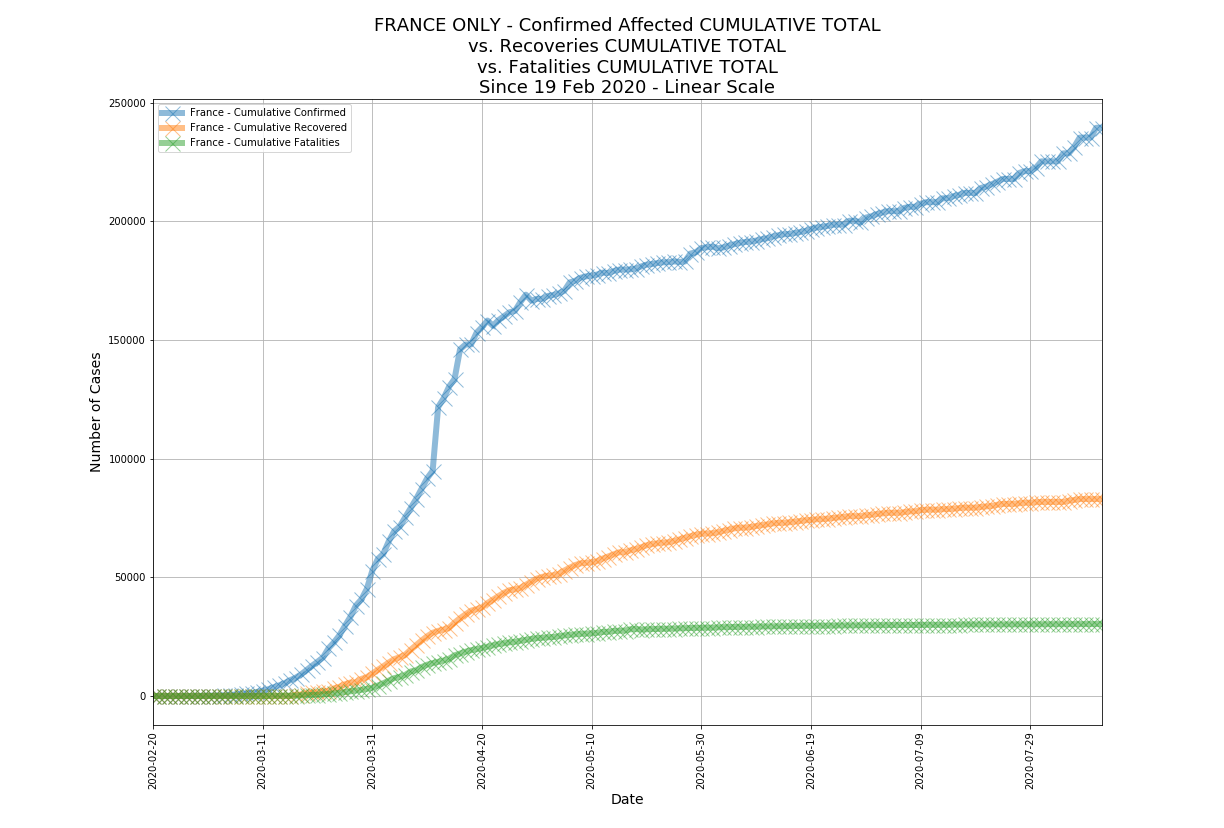 FRANCE ONLY - Confirmed Affected CUMULATIVE TOTAL
vs. Recoveries CUMULATIVE TOTAL
vs. Fatalities CUMULATIVE TOTAL
Since 19 Feb 2020 - Linear Scale
France - Cumulative Confirmed
France - Cumulative Recovered
France - Cumulative Fatalities
Number of Cases
250000
200000
150000
100000
50000
0
2020-02-20
2020-03-11
2020-03-31
2020-04-20
2020-05-10
2020-05-30
2020-06-19
2020-07-09
2020-07-29
Date